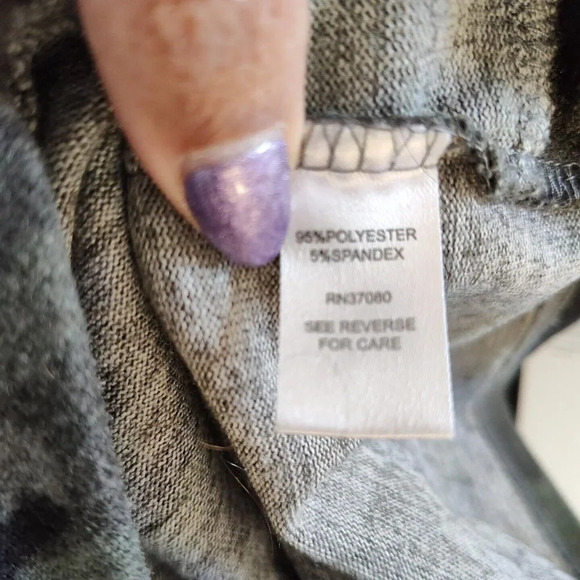 95%POLYESTER
5%SPANDEX
RN37080
SEE REVERSE
FOR CARE